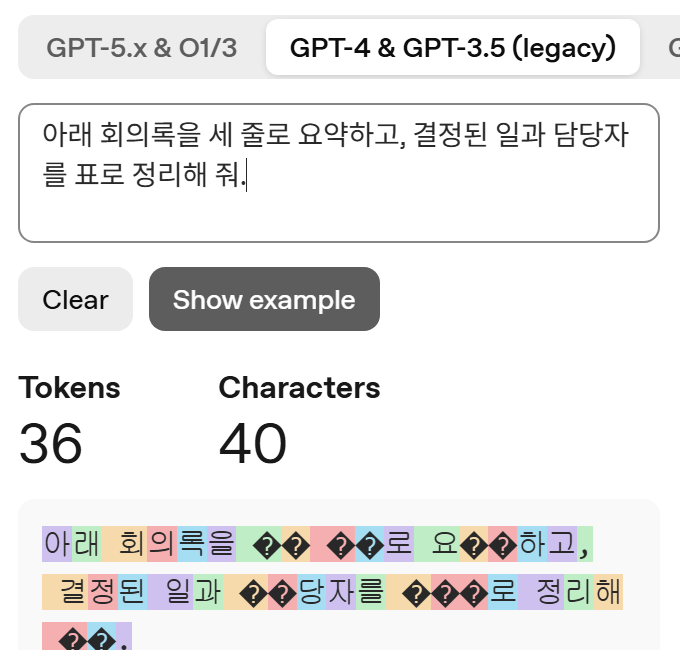 GPT-5.x & O1/3 GPT-4 & GPT-3.5 (legacy) G
아래 회의록을 세 줄로 요약하고, 결정된 일과 담당자
를 표로 정리해 줘.
Clear Show example
Tokens Characters
36 40
아래 회의록을 �� ��로 요��하고,
결정된 일과 ��당자를 ���로 정리해
��.